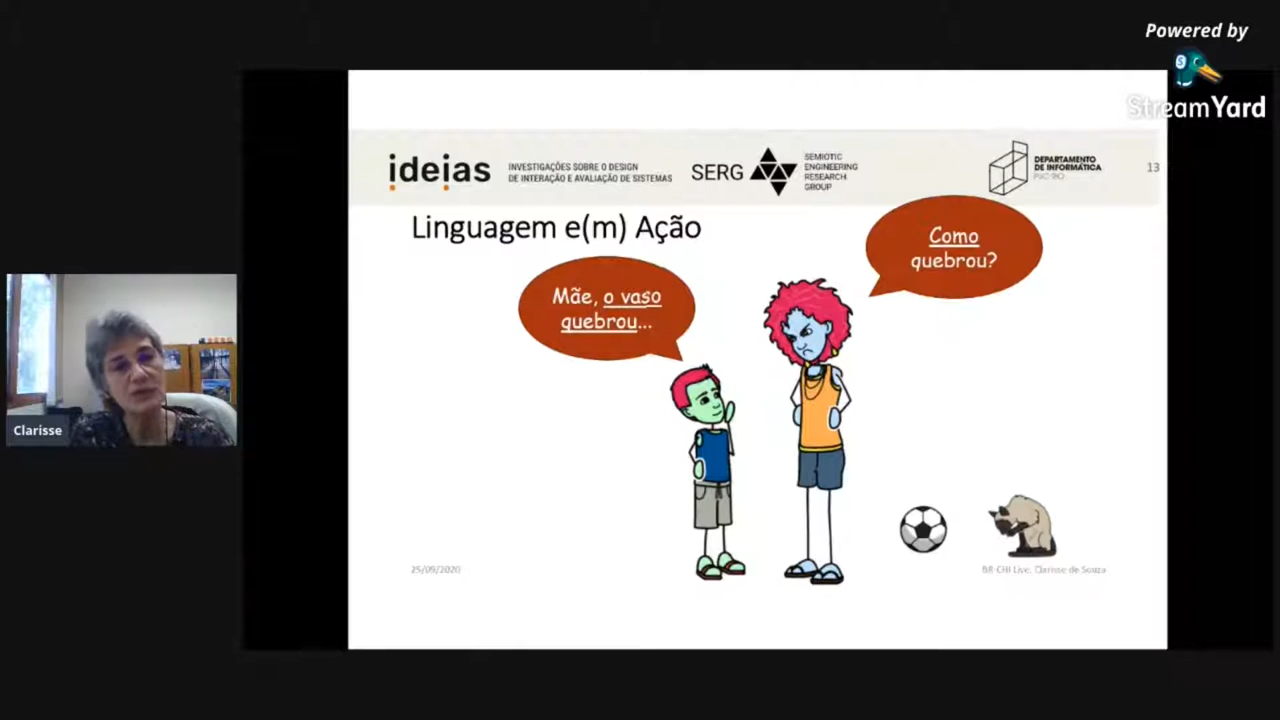 Powered by
StreamYard
ideias
INVESTIGAÇÕES SOBRE O DESIGN
DE INTERAÇÃO E AVALIAÇÃO DE SISTEMAS
SERG
SEMIOTIC
ENGINEERING
RESEARCH
GROUP
DEPARTAMENTO
DE INFORMÁTICA
PUC-RIO
13
Linguagem e(m) Ação
Como
quebrou?
Mãe, o vaso
quebrou...
Clarisse
25/09/2020
BR-CHI Live, Clarisse de Souza